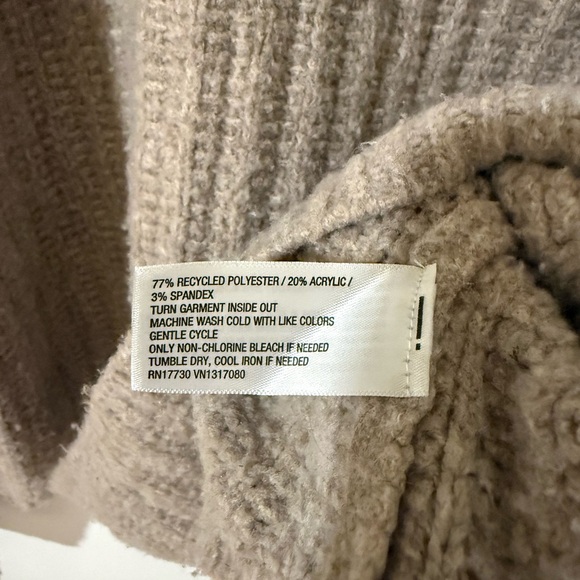 77% RECYCLED POLYESTER / 20% ACRYLIC /
3% SPANDEX
TURN GARMENT INSIDE OUT
MACHINE WASH COLD WITH LIKE COLORS
GENTLE CYCLE
ONLY NON-CHLORINE BLEACH IF NEEDED
TUMBLE DRY, COOL IRON IF NEEDED
RN17730 VN1317080